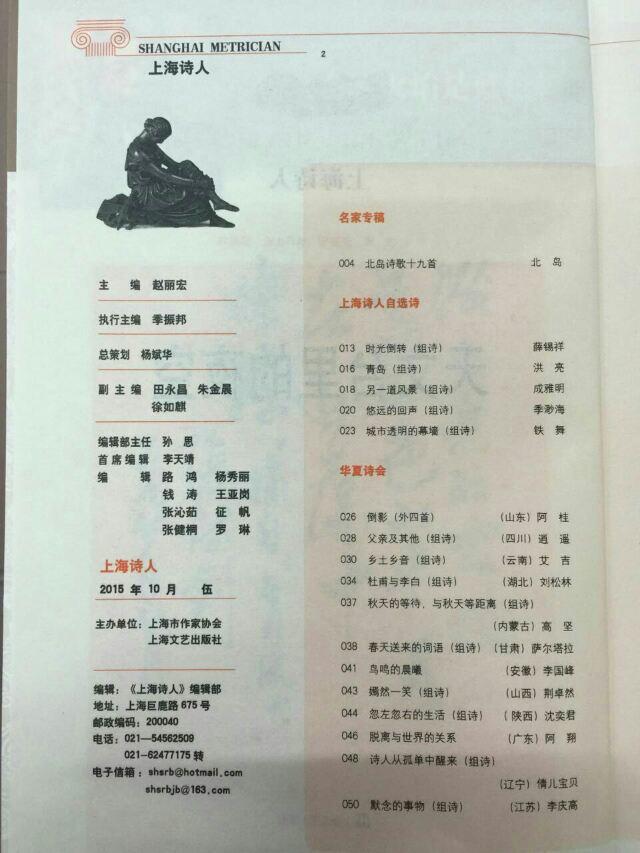 SHANGHAI METRICIAN
2
上海诗人
主 编 赵丽宏
执行主编 季振邦
总策划 杨斌华
副主编 田永昌 朱金晨
徐如麒
编辑部主任 孙 思
首席编辑 李天靖
编 辑 路 鸿 杨秀丽
钱 涛 王亚岗
张沁茹 征 帆
张健桐 罗 琳
上海诗人
2015 年 10 月 伍
主办单位：上海市作家协会
上海文艺出版社
编辑：《上海诗人》编辑部
地址：上海巨鹿路 675 号
邮政编码：200040
电话：021—54562509
021-62477175 转
电子信箱：shsrb@hotmail.com
shsrbjb@163.com
名家专稿
004 北岛诗歌十九首 北 岛
上海诗人自选诗
013 时光倒转（组诗） 薛锡祥
016 青岛（组诗） 洪 亮
018 另一道风景（组诗） 成雅明
020 悠远的回声（组诗） 季渺海
023 城市透明的幕墙（组诗） 铁 舞
华夏诗会
026 倒影（外四首） （山东）阿 桂
028 父亲及其他（组诗） （四川）逍 遥
030 乡土乡音（组诗） （云南）艾 吉
034 杜甫与李白（组诗） （湖北）刘松林
037 秋天的等待，与秋天等距离（组诗）
（内蒙古）高 坚
038 春天送来的词语（组诗） （甘肃）萨尔塔拉
041 鸟鸣的晨曦 （安徽）李国峰
043 嫣然一笑（组诗） （山西）荆卓然
044 忽左忽右的生活（组诗） （陕西）沈奕君
046 脱离与世界的关系 （广东）阿 翔
048 诗人从孤单中醒来（组诗）
（辽宁）倩儿宝贝
050 默念的事物（组诗） （江苏）李庆高